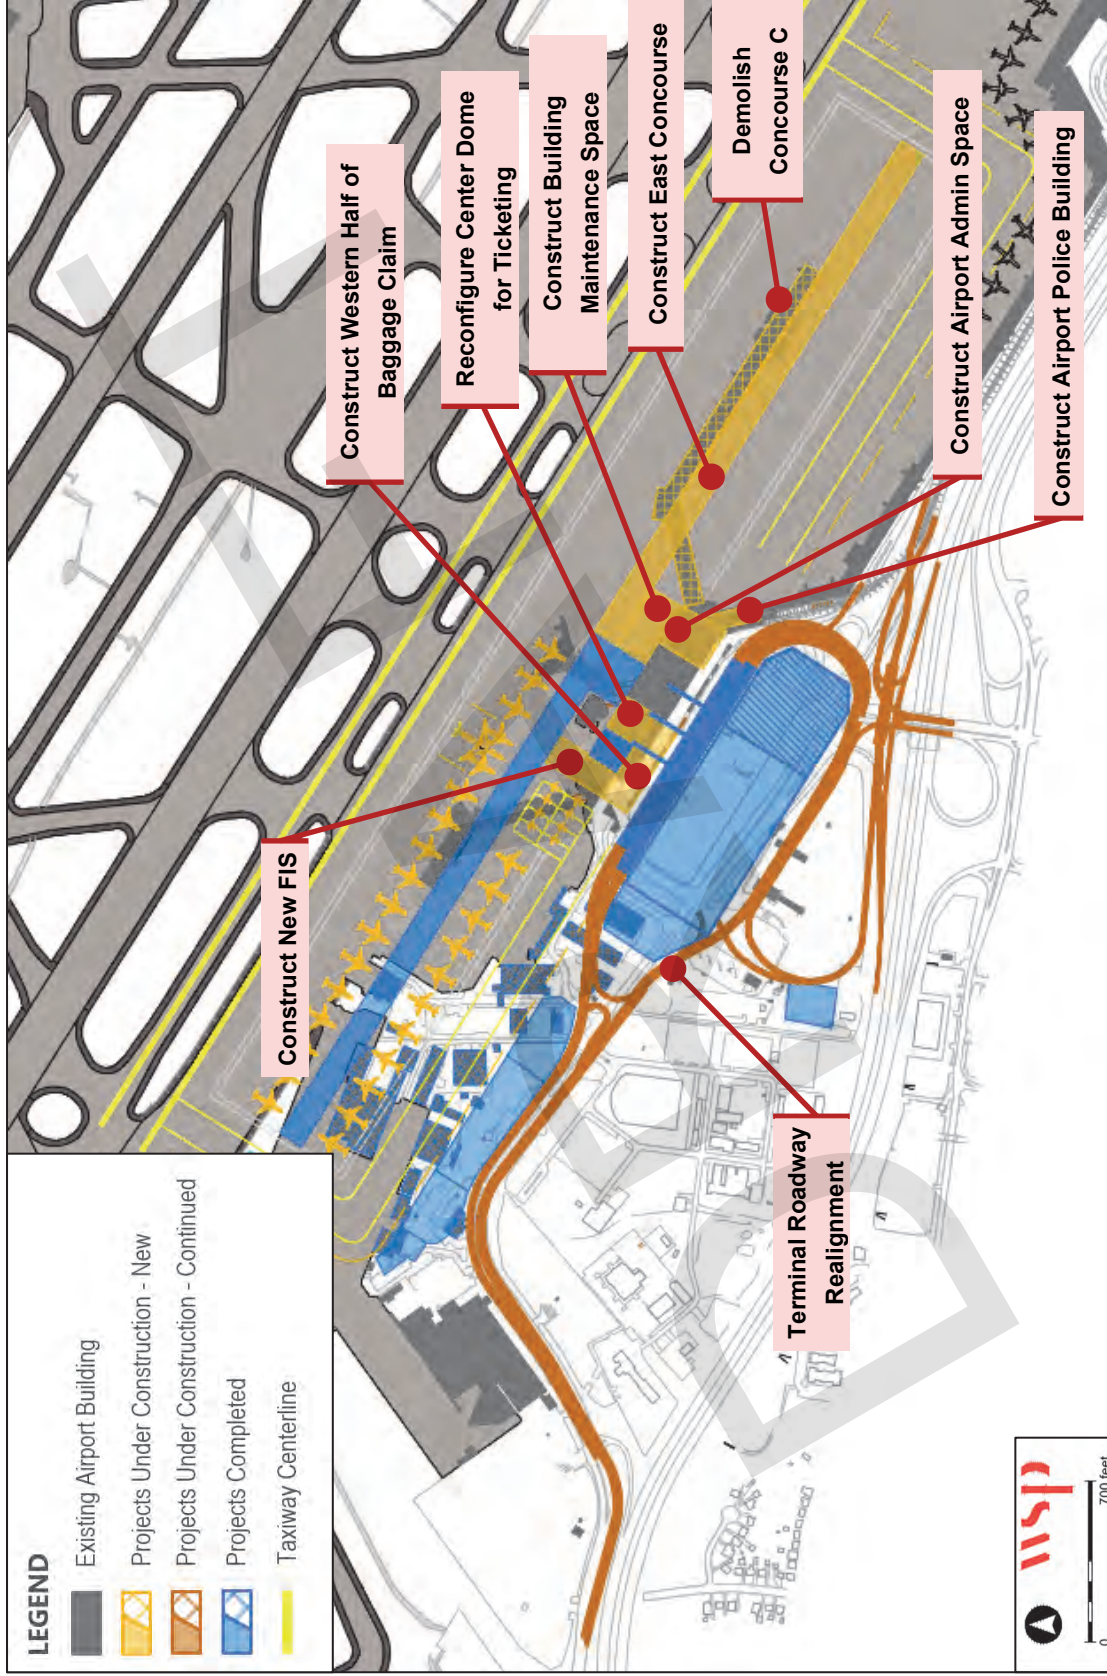 Construct Western Half of
Baggage Claim
Reconfigure Center Dome
for Ticketing
Construct Building
Maintenance Space
Construct East Concourse
Demolish
Concourse C
Construct Airport Admin Space
Construct Airport Police Building
Construct New FIS
Terminal Roadway
Realignment
LEGEND
Existing Airport Building
Projects Under Construction - New
Projects Under Construction - Continued
Projects Completed
Taxiway Centerline
wsp
0
700 feet
DRAFT